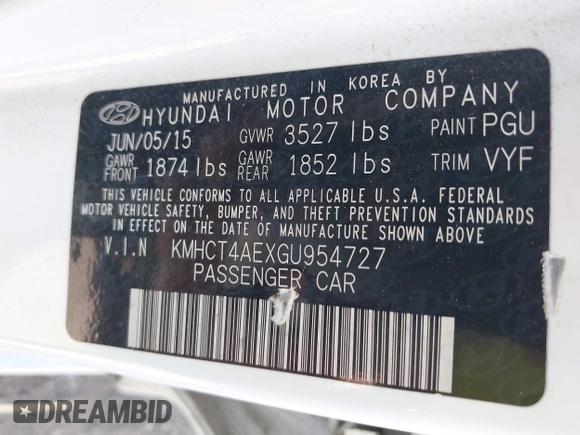 MANUFACTURED IN KOREA BY
HYUNDAI MOTOR COMPANY
JUN/05/15 GVWR 3527 lbs PAINT PGU
GAWR FRONT 1874 lbs GAWR REAR 1852 lbs TRIM VYF
THIS VEHICLE CONFORMS TO ALL APPLICABLE U.S.A. FEDERAL
MOTOR VEHICLE SAFETY, BUMPER, AND THEFT PREVENTION STANDARDS
IN EFFECT ON THE DATE OF MANUFACTURE SHOWN ABOVE
V.I.N KMHCT4AEXGU954727
PASSENGER CAR
DREAMBID